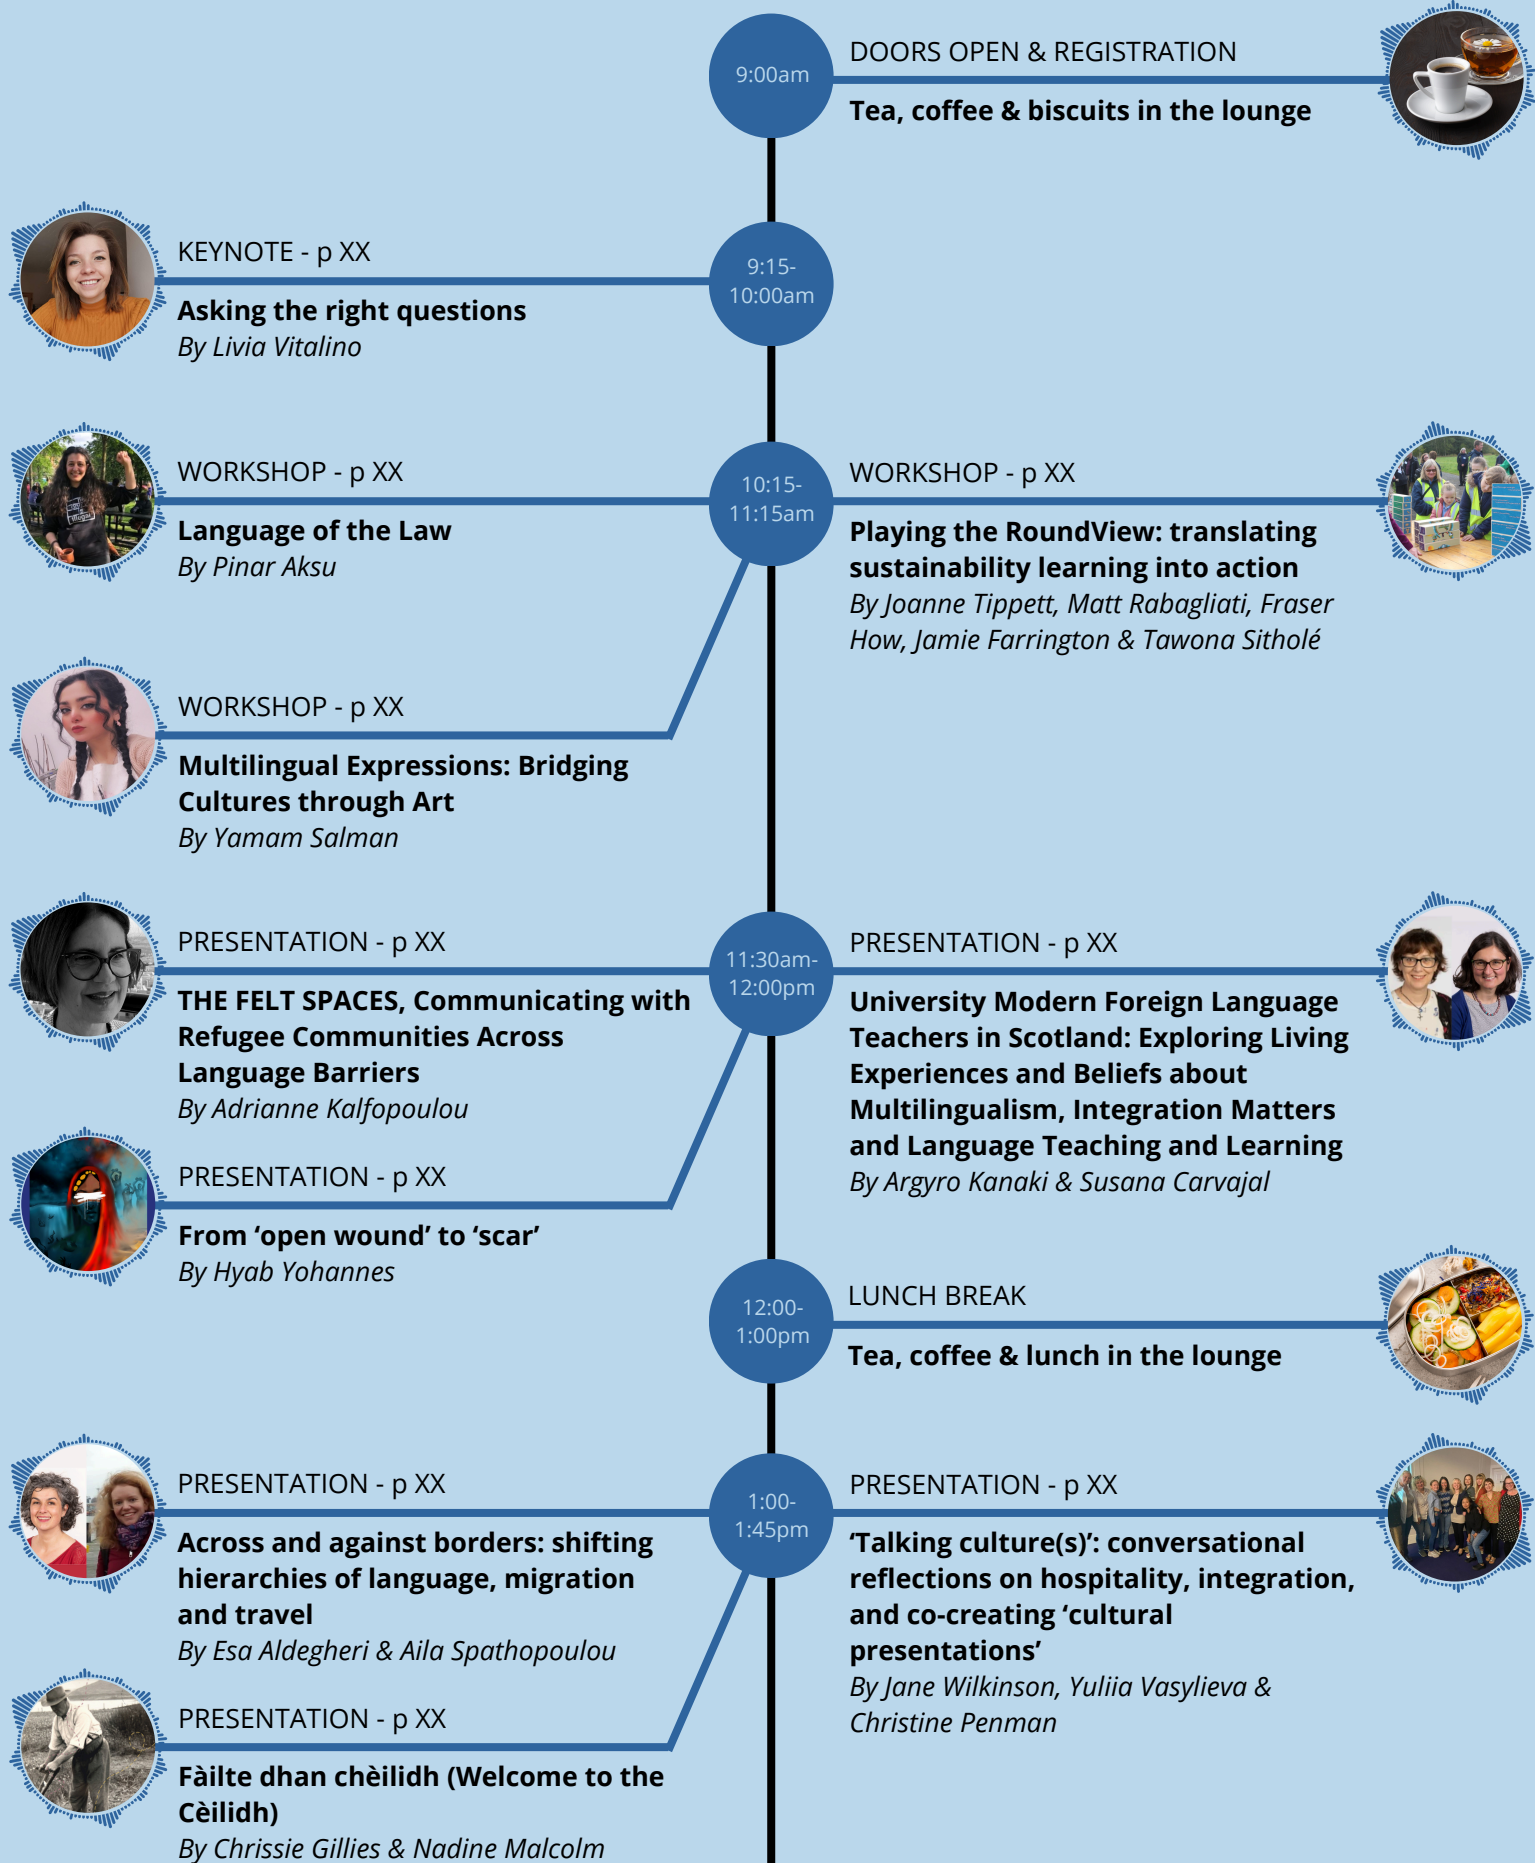 9:00am
DOORS OPEN & REGISTRATION
Tea, coffee & biscuits in the lounge
KEYNOTE - p XX
Asking the right questions
By Livia Vitalino
9:15-
10:00am
WORKSHOP - p XX
Language of the Law
By Pinar Aksu
10:15-
11:15am
WORKSHOP - p XX
Playing the RoundView: translating
sustainability learning into action
By Joanne Tippett, Matt Rabagliati, Fraser
How, Jamie Farrington & Tawona Sitholé
WORKSHOP - p XX
Multilingual Expressions: Bridging
Cultures through Art
By Yamam Salman
PRESENTATION - p XX
THE FELT SPACES, Communicating with
Refugee Communities Across
Language Barriers
By Adrianne Kalfopoulou
11:30am-
12:00pm
PRESENTATION - p XX
University Modern Foreign Language
Teachers in Scotland: Exploring Living
Experiences and Beliefs about
Multilingualism, Integration Matters
and Language Teaching and Learning
By Argyro Kanaki & Susana Carvajal
PRESENTATION - p XX
From ‘open wound’ to ‘scar’
By Hyab Yohannes
12:00-
1:00pm
LUNCH BREAK
Tea, coffee & lunch in the lounge
PRESENTATION - p XX
Across and against borders: shifting
hierarchies of language, migration
and travel
By Esa Aldegheri & Aila Spathopoulou
1:00-
1:45pm
PRESENTATION - p XX
‘Talking culture(s)’: conversational
reflections on hospitality, integration,
and co-creating ‘cultural
presentations’
By Jane Wilkinson, Yuliia Vasylieva &
Christine Penman
PRESENTATION - p XX
Fàilte dhan chèilidh (Welcome to the
Cèilidh)
By Chrissie Gillies & Nadine Malcolm